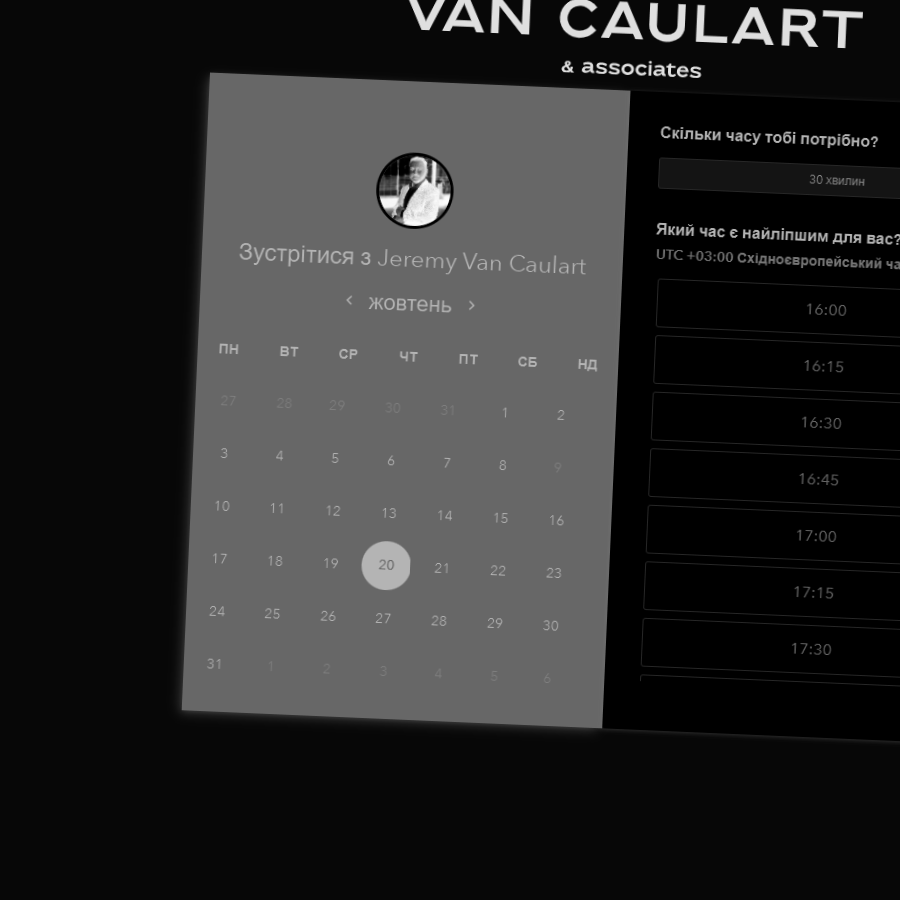 VAN CAULART
& associates
Зустрітися з Jeremy Van Caulart
жовтень
ПН ВТ СР ЧТ ПТ СБ НД
27 28 29 30 31 1 2
3 4 5 6 7 8 9
10 11 12 13 14 15 16
17 18 19 20 21 22 23
24 25 26 27 28 29 30
31 1 2 3 4 5 6
Скільки часу тобі потрібно?
30 хвилин
Який час є найліпшим для вас?
UTC +03:00 Східноєвропейський ча
16:00
16:15
16:30
16:45
17:00
17:15
17:30